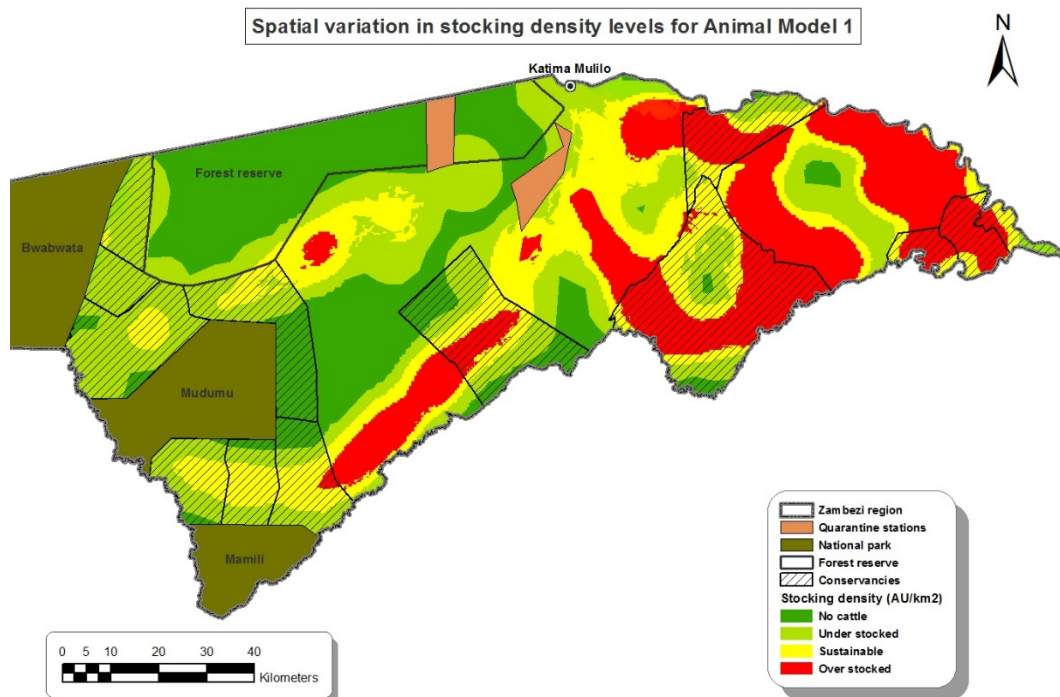 Spatial variation in stocking density levels for Animal Model 1
N
Katima Mulilo
Forest reserve
Bwabwata
Mudumu
Mamili
Zambezi region
Quarantine stations
National park
Forest reserve
Conservancies
Stocking density (AU/km2)
No cattle
Under stocked
Sustainable
Over stocked
0 5 10 20 30 40
Kilometers